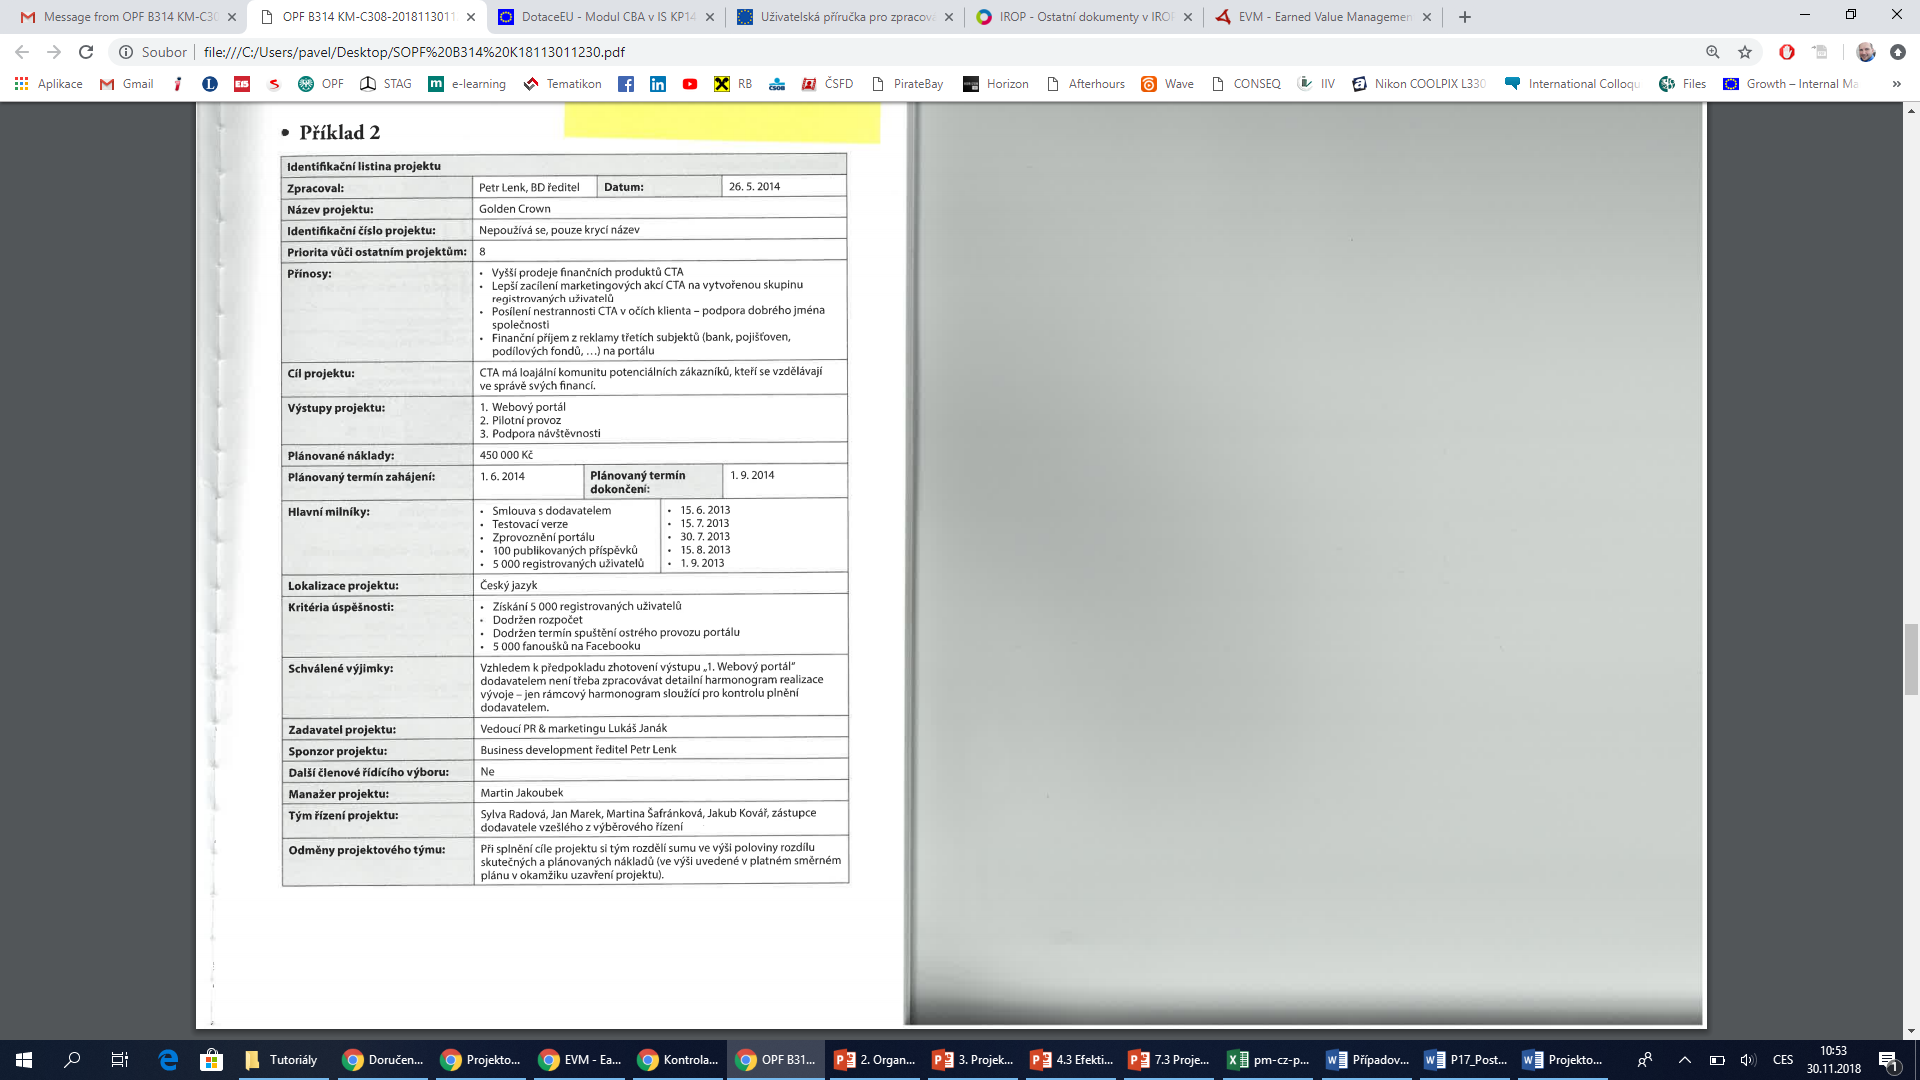 Message from OPF B314 KM-C30
OPF B314 KM-C308-2018113011
DotaceEU - Modul CBA v IS KP14
Uživatelská příručka pro zpracova
IROP - Ostatní dokumenty v IROP
EVM - Earned Value Managemen
Soubor
file:///C:/Users/pavel/Desktop/SOPF%20B314%20K18113011230.pdf
Aplikace Gmail OPF STAG e-learning Tematikon RB ČSFD PirateBay Horizon Afterhours Wave CONSEQ IIV Nikon COOLPIX L330 International Colloqu Files Growth – Internal Ma »
• Příklad 2
Identifikační listina projektu
Zpracoval: Petr Lenk, BD ředitel Datum: 26. 5. 2014
Název projektu: Golden Crown
Identifikační číslo projektu: Nepoužívá se, pouze krycí název
Priorita vůči ostatním projektům: 8
Přínosy:
• Vyšší prodeje finančních produktů CTA
• Lepší zacílení marketingových akcí CTA na vytvořenou skupinu
registrovaných uživatelů
• Posílení nestrannosti CTA v očích klienta – podpora dobrého jména
společnosti
• Finanční příjem z reklamy třetích subjektů (bank, pojišťoven,
podílových fondů, …) na portálu
Cíl projektu: CTA má loajální komunitu potenciálních zákazníků, kteří se vzdělávají
ve správě svých financí.
Výstupy projektu:
1. Webový portál
2. Pilotní provoz
3. Podpora návštěvnosti
Plánované náklady: 450 000 Kč
Plánovaný termín zahájení: 1. 6. 2014 Plánovaný termín
dokončení: 1. 9. 2014
Hlavní milníky:
• Smlouva s dodavatelem • 15. 6. 2013
• Testovací verze • 15. 7. 2013
• Zprovoznění portálu • 30. 7. 2013
• 100 publikovaných příspěvků • 15. 8. 2013
• 5 000 registrovaných uživatelů • 1. 9. 2013
Lokalizace projektu: Český jazyk
Kritéria úspěšnosti:
• Získání 5 000 registrovaných uživatelů
• Dodržen rozpočet
• Dodržen termín spuštění ostrého provozu portálu
• 5 000 fanoušků na Facebooku
Schválené výjimky: Vzhledem k předpokladu zhotovení výstupu „1. Webový portál“
dodavatelem není třeba zpracovávat detailní harmonogram realizace
vývoje – jen rámcový harmonogram sloužící pro kontrolu plnění
dodavatelem.
Zadavatel projektu: Vedoucí PR & marketingu Lukáš Janák
Sponzor projektu: Business development ředitel Petr Lenk
Další členové řídícího výboru: Ne
Manažer projektu: Martin Jakoubek
Tým řízení projektu: Sylva Radová, Jan Marek, Martina Šafránková, Jakub Kovář, zástupce
dodavatele vzešlého z výběrového řízení
Odměny projektového týmu: Při splnění cíle projektu si tým rozdělí sumu ve výši poloviny rozdílu
skutečných a plánovaných nákladů (ve výši uvedené v platném směrném
plánu v okamžiku uzavření projektu).
Tutoriály Doručen... Projekto... EVM - Ea... Kontrola... OPF B31... 2. Organ... 3. Projek... 4.3 Efekti... 7.3 Proje... pm-cz-p... Případov... P17_Post... Projekto... CES
10:53
30.11.2018
1